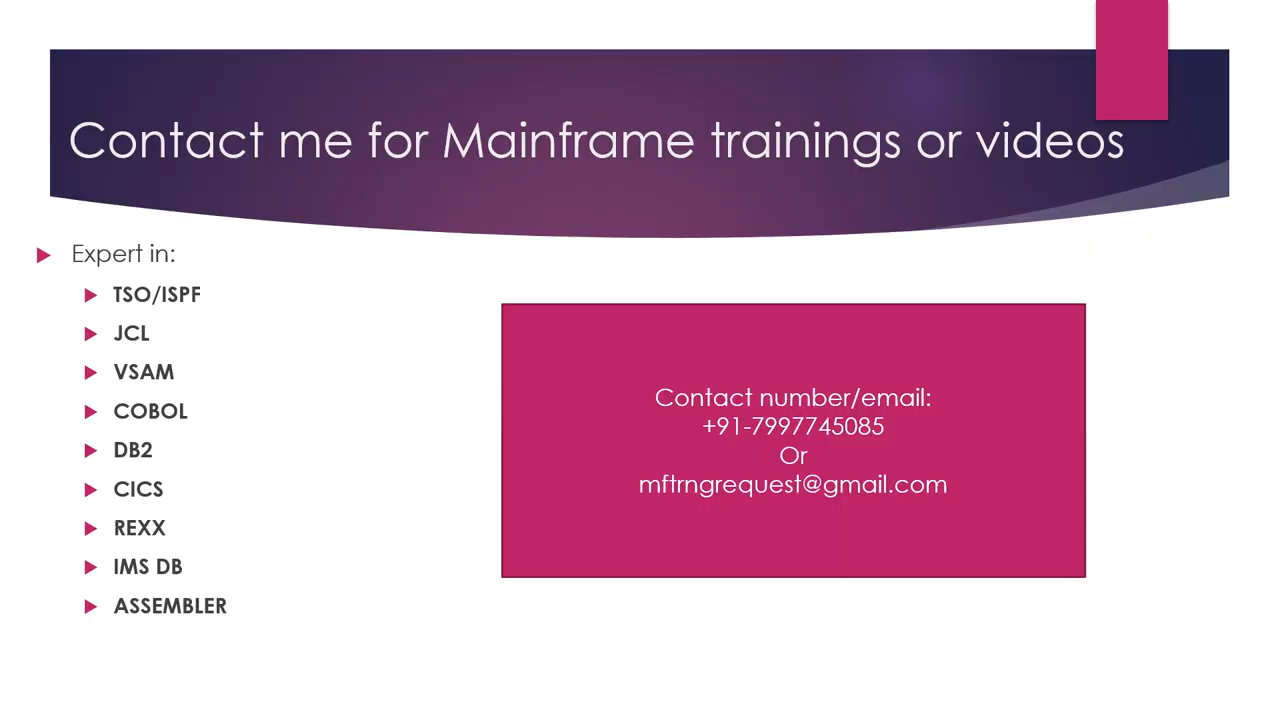 Contact me for Mainframe trainings or videos
Expert in:
TSO/ISPF
JCL
VSAM
COBOL
DB2
CICS
REXX
IMS DB
ASSEMBLER
Contact number/email:
+91-7997745085
Or
mftrngrequest@gmail.com